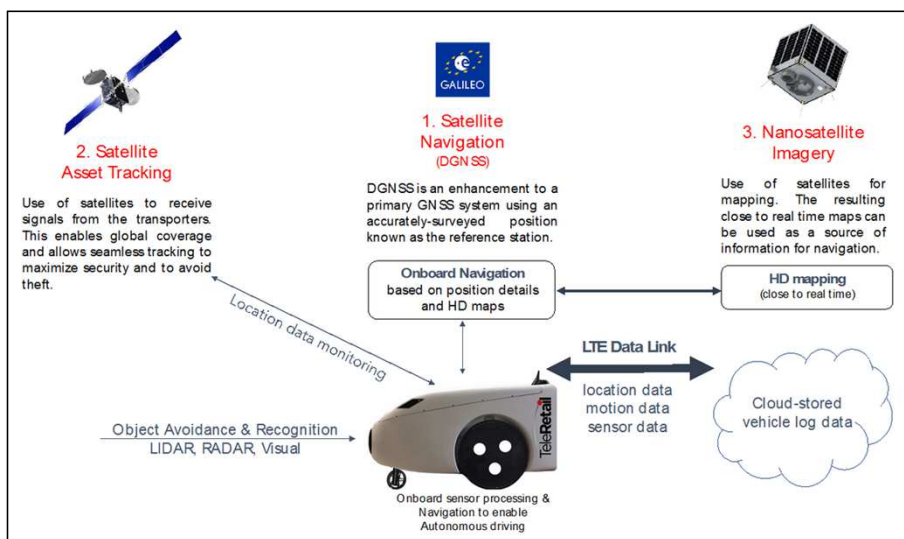 GALILEO
1. Satellite
Navigation
(DGNSS)
DGNSS is an enhancement to a
primary GNSS system using an
accurately-surveyed position
known as the reference station.
Onboard Navigation
based on position details
and HD maps
2. Satellite
Asset Tracking
Use of satellites to receive
signals from the transporters.
This enables global coverage
and allows seamless tracking to
maximize security and to avoid
theft.
3. Nanosatellite
Imagery
Use of satellites for
mapping. The resulting
close to real time maps can
be used as a source of
information for navigation.
HD mapping
(close to real time)
Location data monitoring
LTE Data Link
location data
motion data
sensor data
Cloud-stored
vehicle log data
Object Avoidance & Recognition
LIDAR, RADAR, Visual
TeleRetail
Onboard sensor processing &
Navigation to enable
Autonomous driving